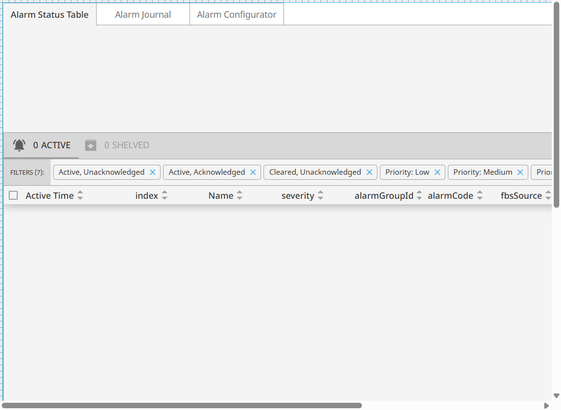 Alarm Status Table Alarm Journal Alarm Configurator
0 ACTIVE 0 SHELVED
FILTERS (7): Active, Unacknowledged Active, Acknowledged Cleared, Unacknowledged Priority: Low Priority: Medium
Active Time index Name severity alarmGroupId alarmCode fbsSource